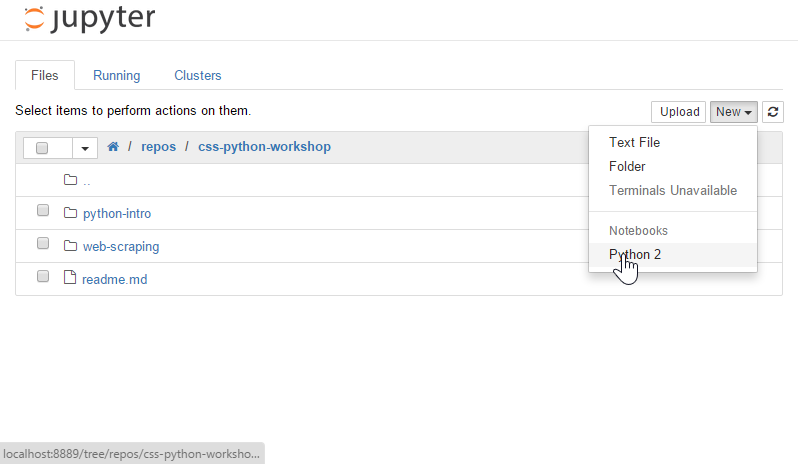 jupyter
Files Running Clusters
Select items to perform actions on them.
Upload New
/ repos / css-python-workshop
Text File
Folder
Terminals Unavailable
Notebooks
Python 2
..
python-intro
web-scraping
readme.md
localhost:8889/tree/repos/css-python-worksho...